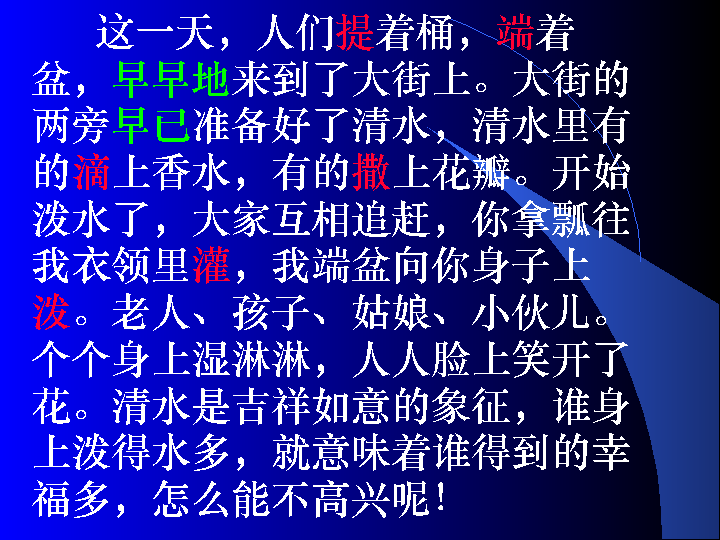 这一天，人们提着桶，端着
盆，早早地来到了大街上。大街的
两旁早已准备好了清水，清水里有
的滴上香水，有的撒上花瓣。开始
泼水了，大家互相追赶，你拿瓢往
我衣领里灌，我端盆向你身子上
泼。老人、孩子、姑娘、小伙儿。
个个身上湿淋淋，人人脸上笑开了
花。清水是吉祥如意的象征，谁身
上泼得水多，就意味着谁得到的幸
福多，怎么能不高兴呢！